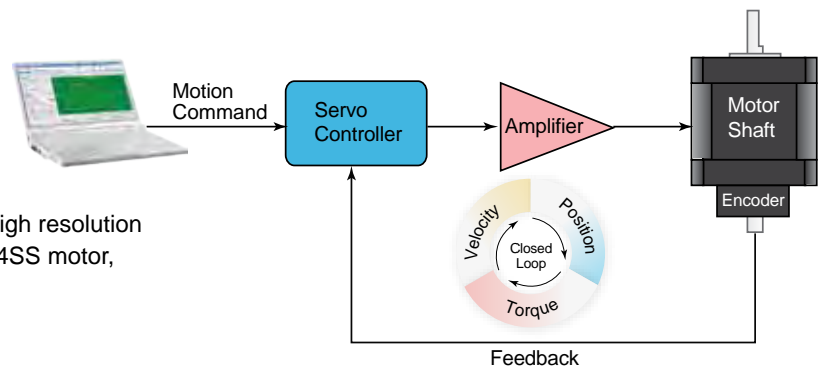 Motion
Command
Servo
Controller
Amplifier
Motor
Shaft
Encoder
igh resolution
4SS motor,
Velocity
Position
Torque
Closed
Loop
Feedback